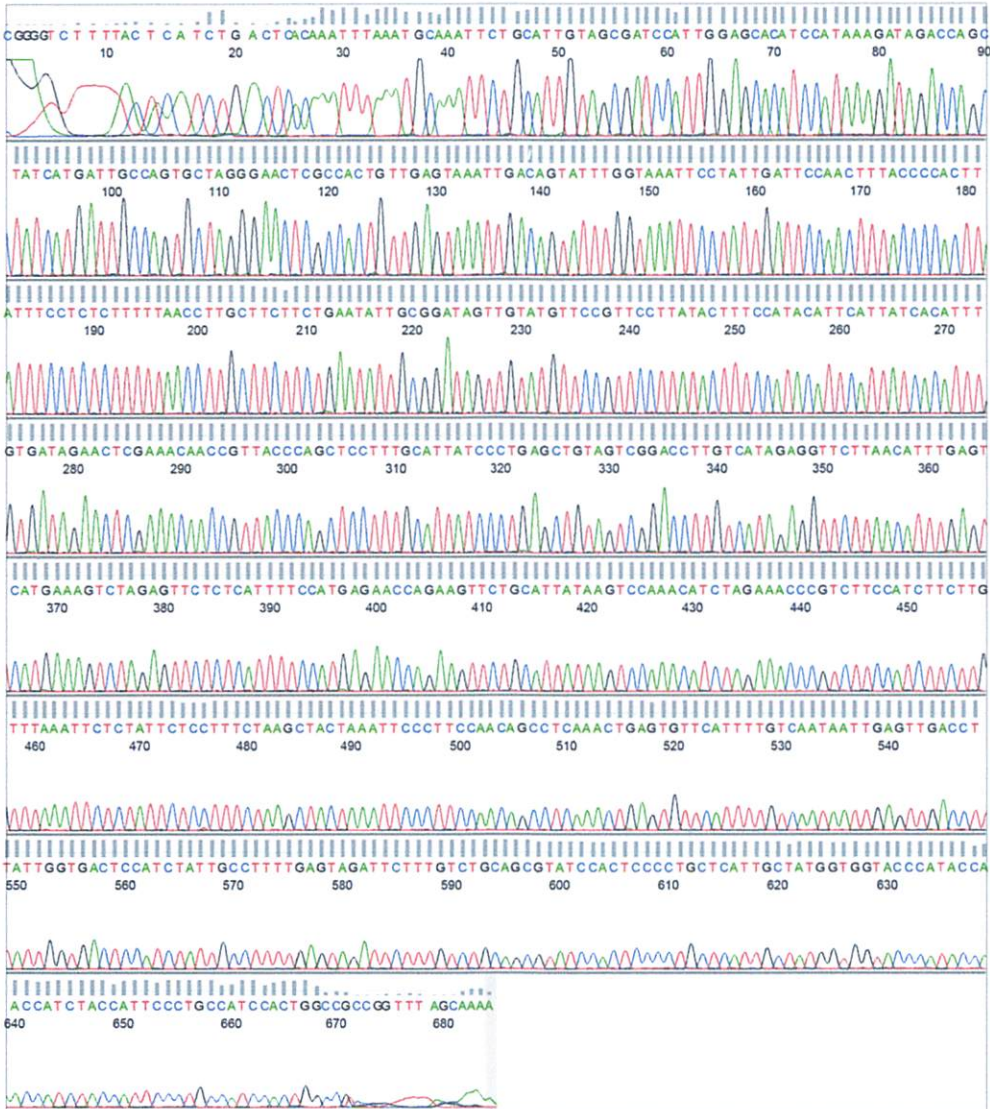 CGGGGTCTTTTACTCATCTGACTCACAAATTTAAATGCAAATTCTGCATTGTAGCGATCCATTGGAGCACATCCATAAAGATAGACCAGC
10 20 30 40 50 60 70 80 90
TATCATGATTGCCAGTGCTAGGGAACTCGCCACTGTTGAGTAAATTGACAGTATTTGGTAAATTCCTATTGATTCCAACTTTACCCCACTT
100 110 120 130 140 150 160 170 180
ATTTCCTCTCTTTTTAACCTTGCTTCTTCTGAATATTGCGGATAGTTGTATGTTCCGTTCCTTATACTTTCCATACATTCATTATCACATTT
190 200 210 220 230 240 250 260 270
GTGATAGAACTCGAAACAACCGTTACCCAGCTCCTTTGCATTATCCCTGAGCTGTAGTCGGACCTTGTCATAGAGGTTCTTAACATTTGAGT
280 290 300 310 320 330 340 350 360
CATGAAAGTCTAGAGTTCTCTCATTTTCCATGAGAACCAGAAGTTCTGCATTATAAGTCCAAACATCTAGAAACCCGTCTTCCATCTTCTTG
370 380 390 400 410 420 430 440 450
TTTAAATTCTCTATTCTCCTTTCTAAGCTACTAAATTCCCTTCCAACAGCCTCAAACTGAGTGTTCATTTTGTCAATAATTGAGTTGACCT
460 470 480 490 500 510 520 530 540
TATTGGTGACTCCATCTATTGCCTTTTGAGTAGATTCTTTGTCTGCAGCGTATCCACTCCCCTGCTCATTGCTATGGTGGTACCCATACCA
550 560 570 580 590 600 610 620 630
ACCATCTACCATTCCCTGCCATCCACTGGCCGCCGGTTTAGCAAAA
640 650 660 670 680